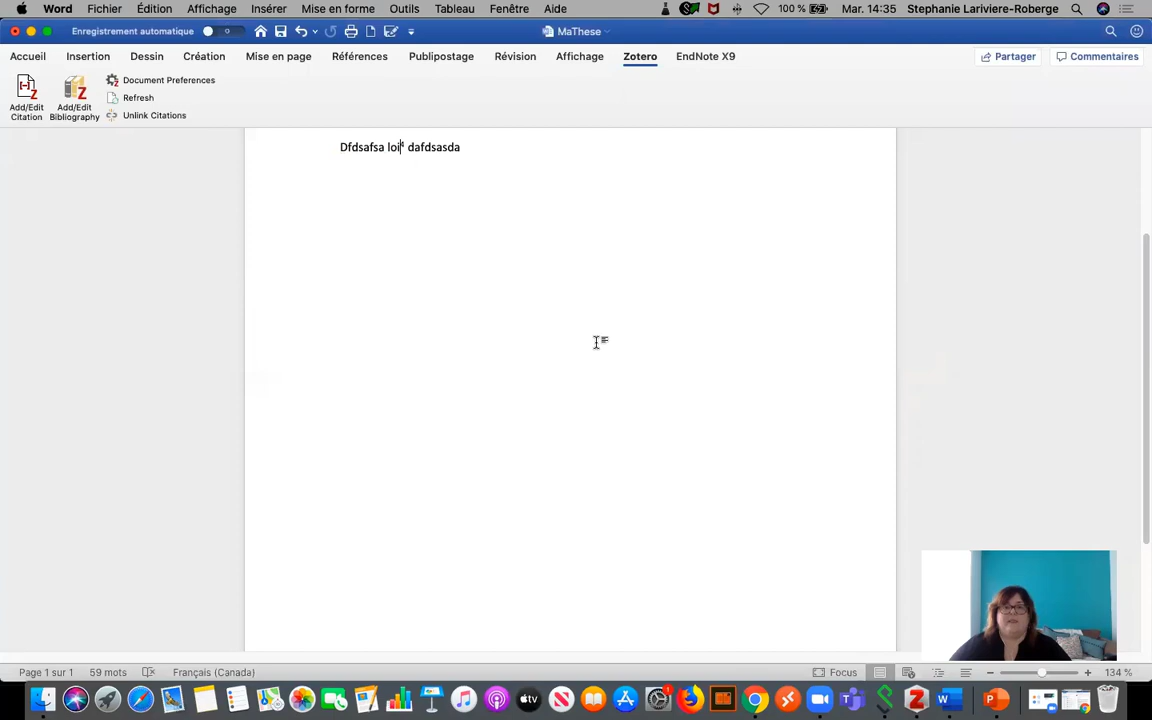 Word Fichier Édition Affichage Insérer Mise en forme Outils Tableau Fenêtre Aide 100 % Mar. 14:35 Stephanie Lariviere-Roberge
Enregistrement automatique MaThese
Accueil Insertion Dessin Création Mise en page Références Publipostage Révision Affichage Zotero EndNote X9 Partager Commentaires
Add/Edit Citation
Add/Edit Bibliography
Document Preferences
Refresh
Unlink Citations
Dfdsafsa loi⁴ dafdsasda
Page 1 sur 1 59 mots Français (Canada) Focus 134 %